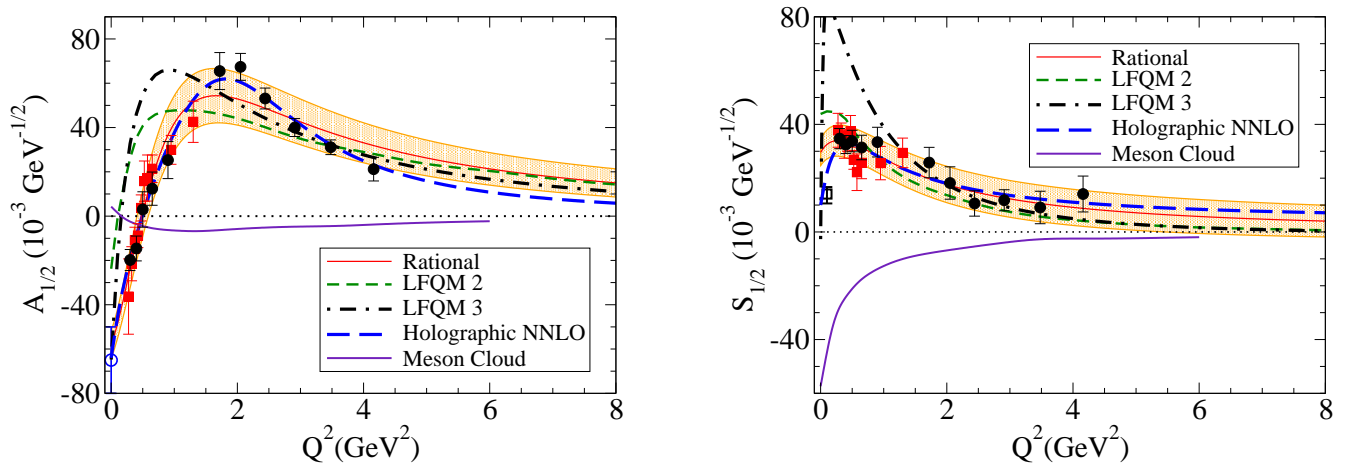 80
40
0
-40
-80
A1/2 (10-3 GeV-1/2)
Rational
LFQM 2
LFQM 3
Holographic NNLO
Meson Cloud
0
2
4
6
8
Q2(GeV2)
80
40
0
-40
S1/2 (10-3 GeV-1/2)
Rational
LFQM 2
LFQM 3
Holographic NNLO
Meson Cloud
0
2
4
6
8
Q2(GeV2)